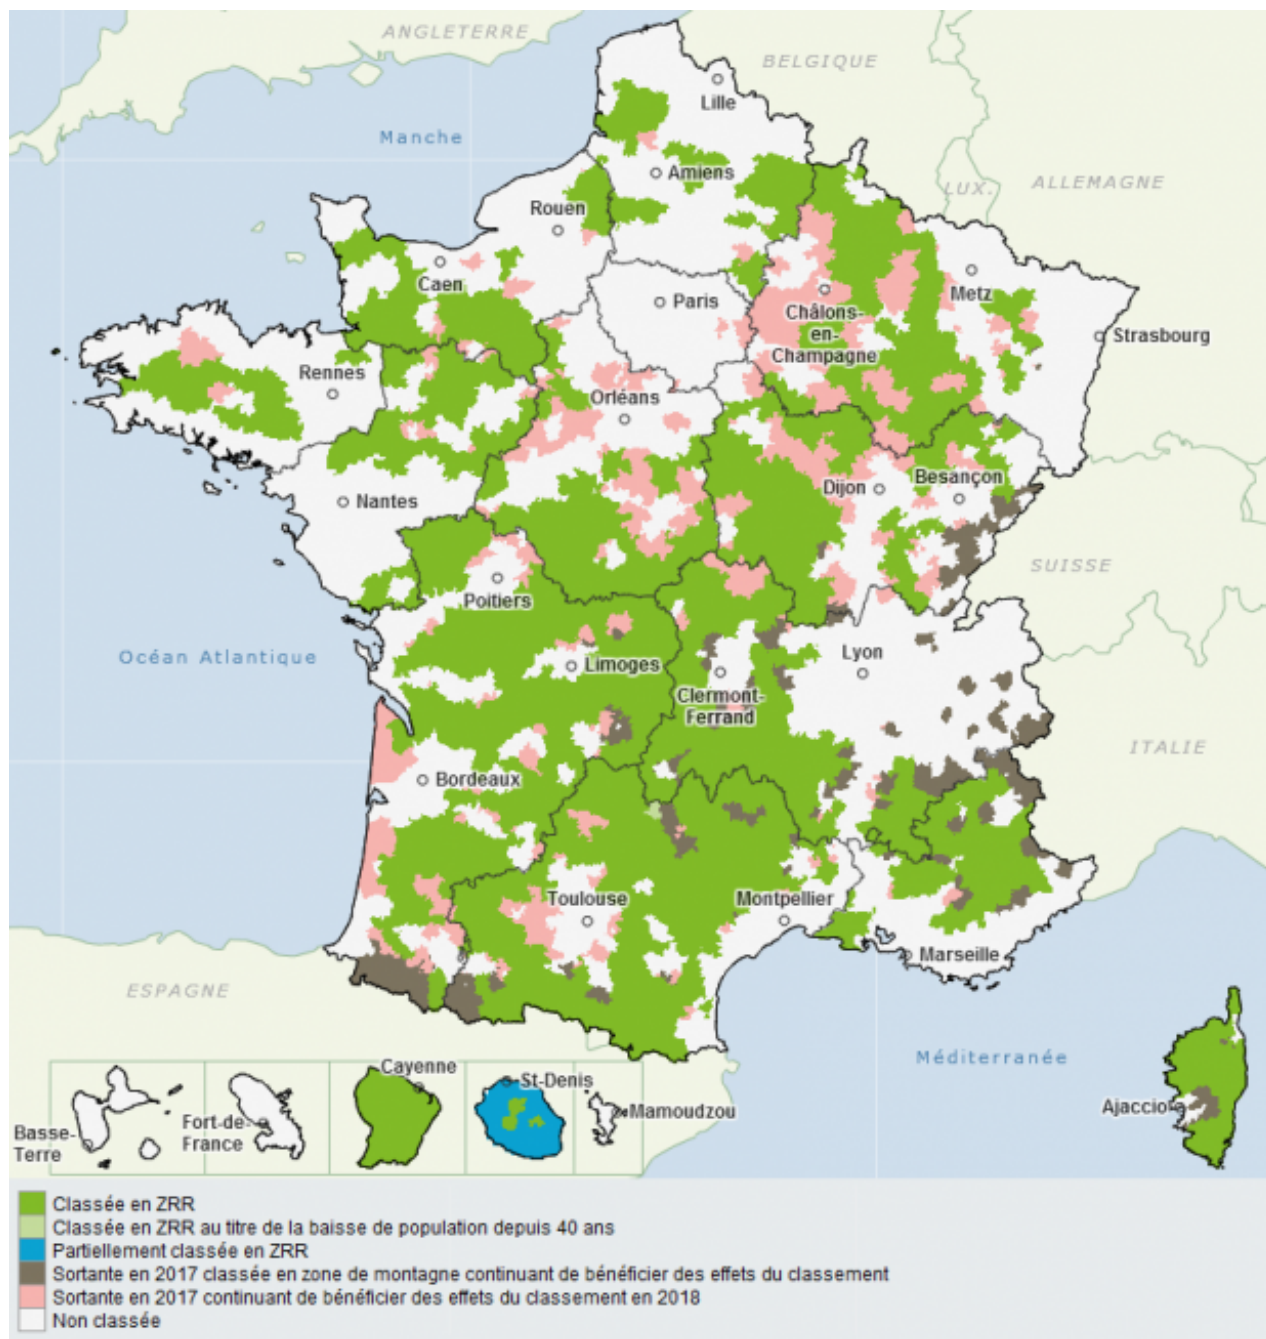 ANGLETERRE
BELGIQUE
Lille
Manche
Amiens
LUX.
ALLEMAGNE
Rouen
Caen
Paris
Metz
Châlons-
en-
Champagne
Strasbourg
Rennes
Orléans
Nantes
Dijon
Besançon
SUISSE
Poitiers
Océan Atlantique
Limoges
Lyon
Clermont-
Ferrand
ITALIE
Bordeaux
Toulouse
Montpellier
Marseille
ESPAGNE
Méditerranée
Cayenne
St-Denis
Ajaccio
Mamoudzou
Fort-de-
France
Basse-
Terre
Classée en ZRR
Classée en ZRR au titre de la baisse de population depuis 40 ans
Partiellement classée en ZRR
Sortante en 2017 classée en zone de montagne continuant de bénéficier des effets du classement
Sortante en 2017 continuant de bénéficier des effets du classement en 2018
Non classée